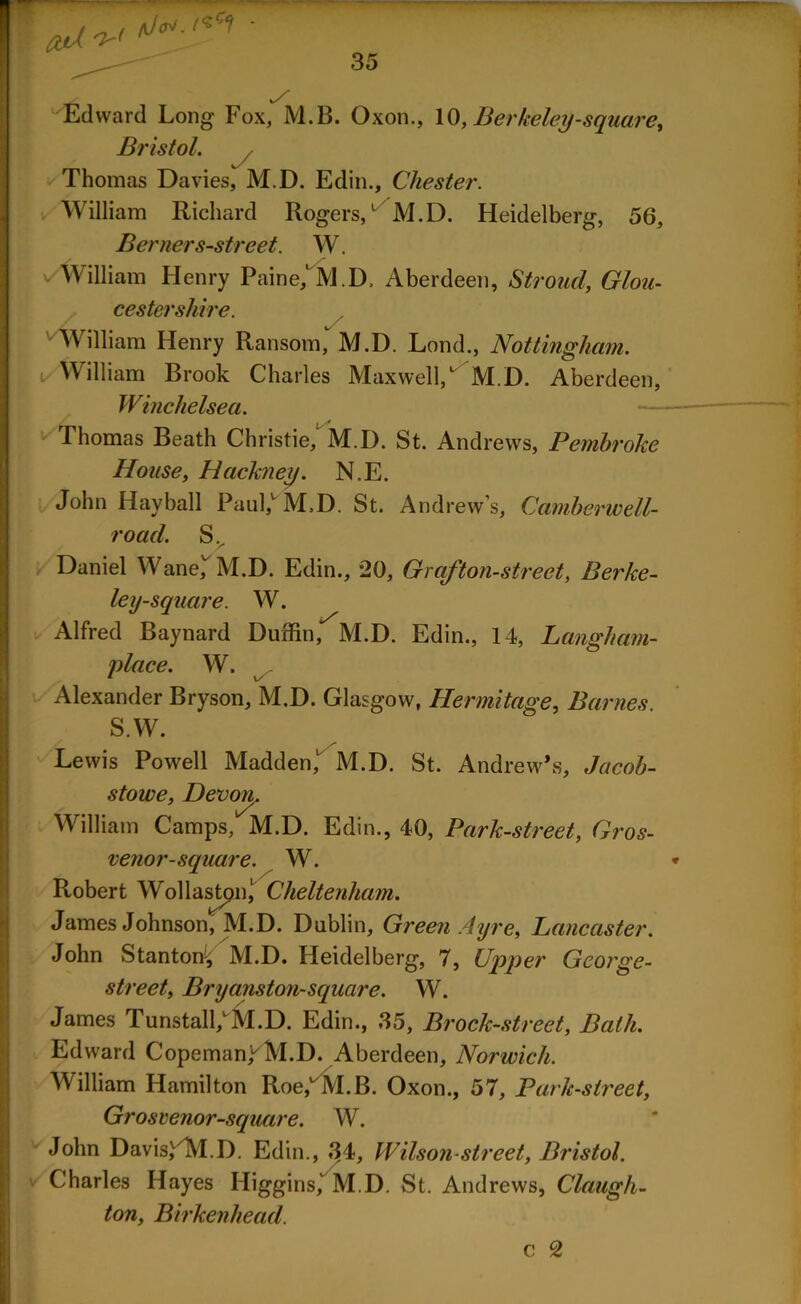 Nov. 1859.
35
Edward Long Fox, M.B. Oxon., 10, Berkeley-square,
Bristol.
Thomas Davies, M.D. Edin., Chester.
William Richard Rogers, M.D. Heidelberg, 56,
Berners-street. W.
William Henry Paine, M.D. Aberdeen, Stroud, Glou-
cestershire.
William Henry Ransom, M.D. Lond., Nottingham.
William Brook Charles Maxwell, M.D. Aberdeen,
Winchelsea.
Thomas Beath Christie, M.D. St. Andrews, Pembroke
House, Hackney. N.E.
John Hayball Paul, M.D. St. Andrew's, Camberwell-
road. S.
Daniel Wane, M.D. Edin., 20, Grafton-street, Berke-
ley-square. W.
Alfred Baynard Duffin, M.D. Edin., 14, Langham-
place. W.
Alexander Bryson, M.D. Glasgow, Hermitage, Barnes.
S.W.
Lewis Powell Madden, M.D. St. Andrew's, Jacob-
stowe, Devon.
William Camps, M.D. Edin., 40, Park-street, Gros-
venor-square. W.
Robert Wollaston, Cheltenham.
James Johnson, M.D. Dublin, Green Ayre, Lancaster.
John Stanton, M.D. Heidelberg, 7, Upper George-
street, Bryanston-square. W.
James Tunstall, M.D. Edin., 35, Brock-street, Bath.
Edward Copeman, M.D. Aberdeen, Norwich.
William Hamilton Roe, M.B. Oxon., 57, Park-street,
Grosvenor-square. W.
John Davis, M.D. Edin., 34, Wilson-street, Bristol.
Charles Hayes Higgins, M.D. St. Andrews, Claugh-
ton, Birkenhead.
C 2